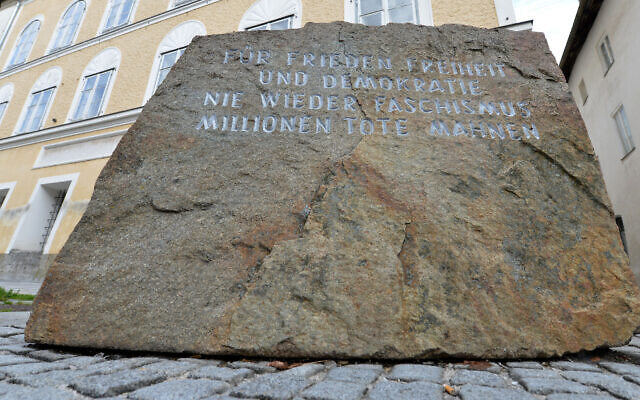 FÜR FRIEDEN FREIHEIT
UND DEMOKRATIE
NIE WIEDER FASCHISMUS
MILLIONEN TOTE MAHNEN